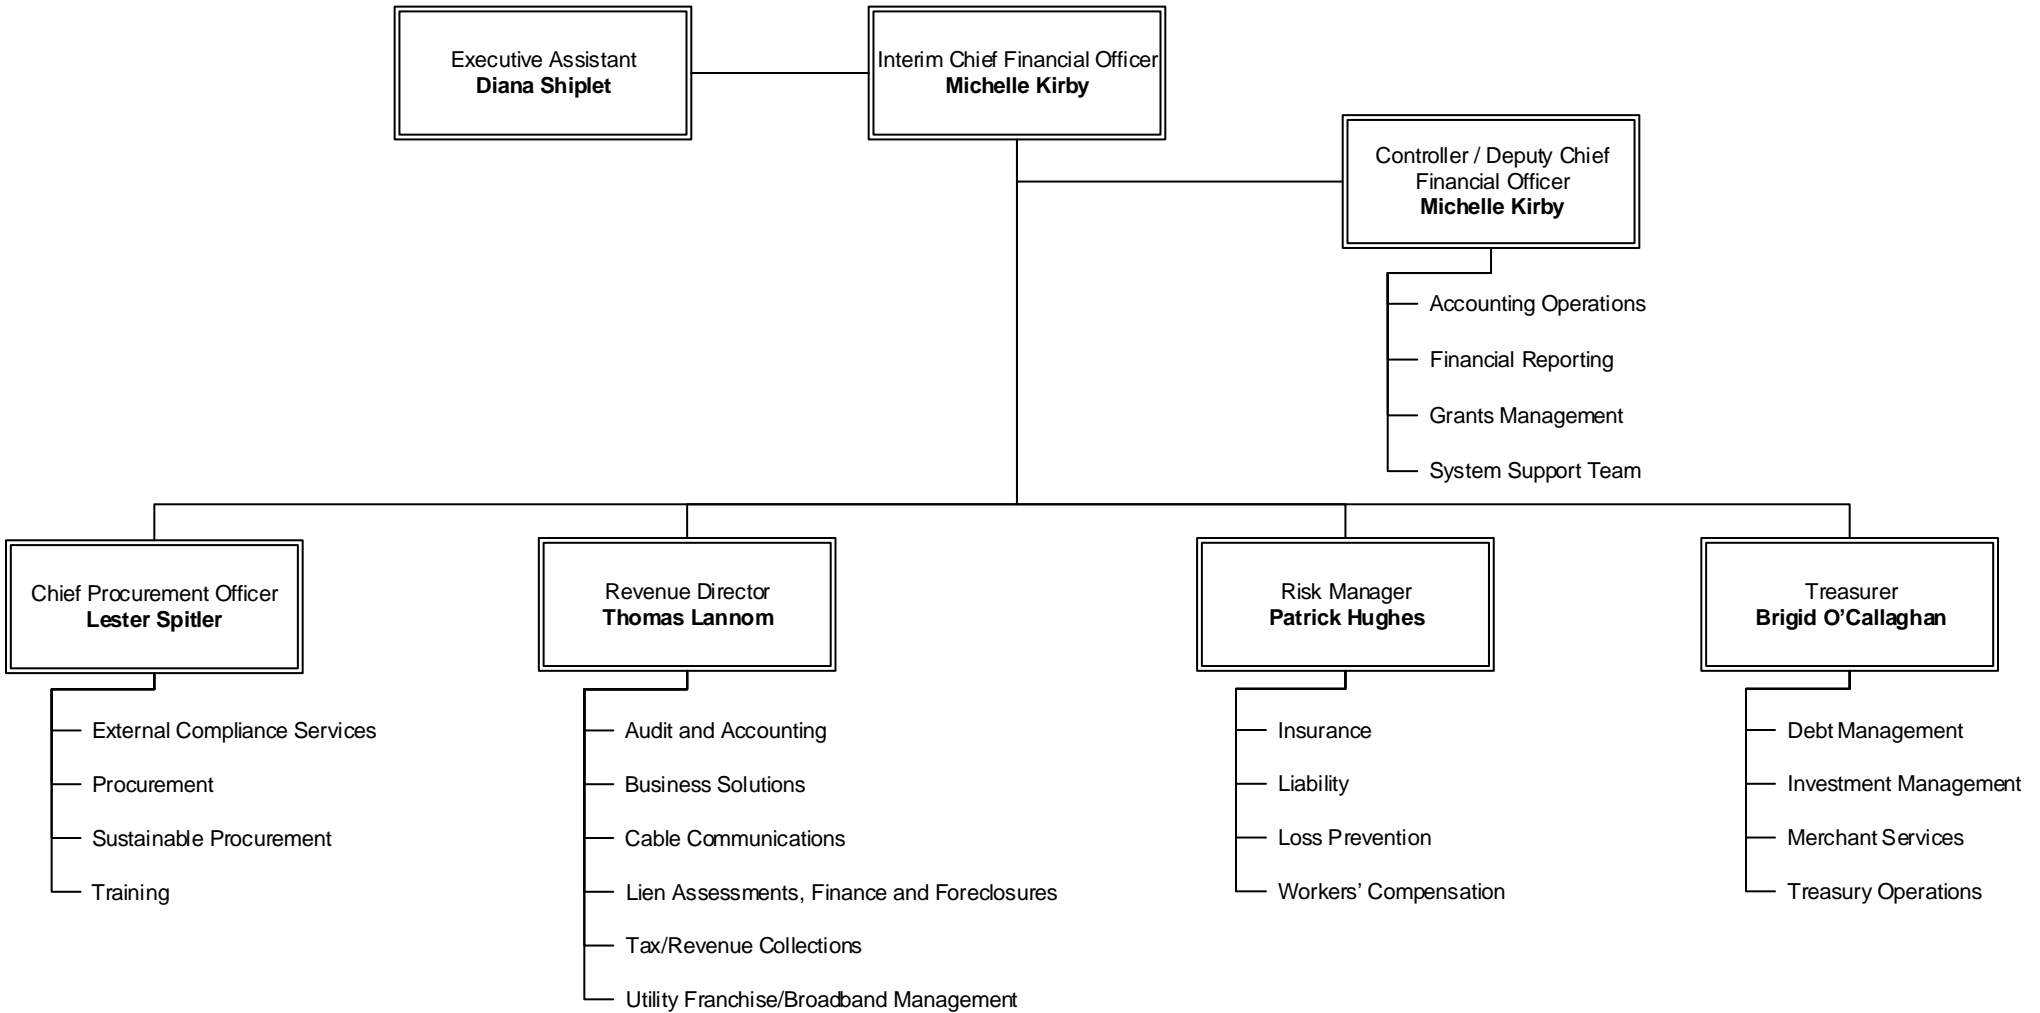 Executive Assistant
Diana Shiplet
Interim Chief Financial Officer
Michelle Kirby
Controller / Deputy Chief
Financial Officer
Michelle Kirby
Accounting Operations
Financial Reporting
Grants Management
System Support Team
Chief Procurement Officer
Lester Spitler
External Compliance Services
Procurement
Sustainable Procurement
Training
Revenue Director
Thomas Lannom
Audit and Accounting
Business Solutions
Cable Communications
Lien Assessments, Finance and Foreclosures
Tax/Revenue Collections
Utility Franchise/Broadband Management
Risk Manager
Patrick Hughes
Insurance
Liability
Loss Prevention
Workers’ Compensation
Treasurer
Brigid O’Callaghan
Debt Management
Investment Management
Merchant Services
Treasury Operations